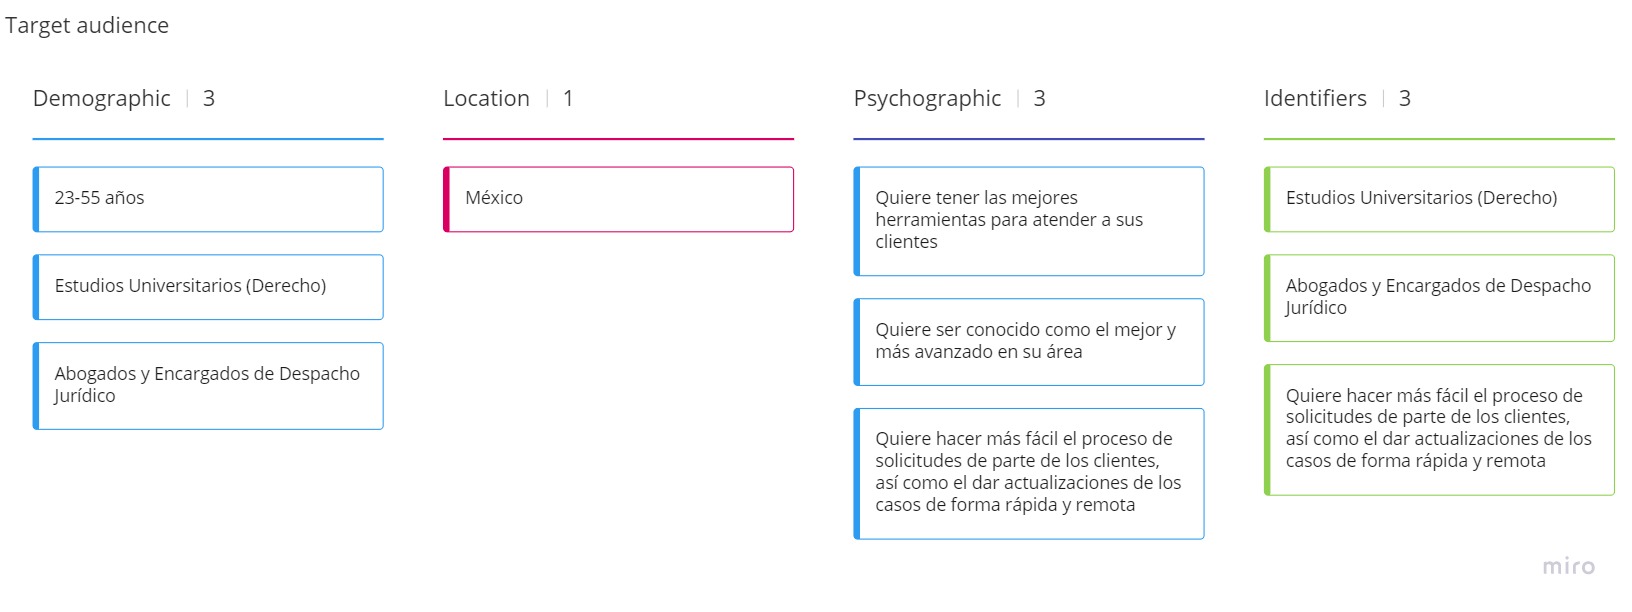 Target audience
Demographic | 3
23-55 años
Estudios Universitarios (Derecho)
Abogados y Encargados de Despacho
Jurídico
Location | 1
México
Psychographic | 3
Quiere tener las mejores
herramientas para atender a sus
clientes
Quiere ser conocido como el mejor y
más avanzado en su área
Quiere hacer más fácil el proceso de
solicitudes de parte de los clientes,
así como el dar actualizaciones de los
casos de forma rápida y remota
Identifiers | 3
Estudios Universitarios (Derecho)
Abogados y Encargados de Despacho
Jurídico
Quiere hacer más fácil el proceso de
solicitudes de parte de los clientes,
así como el dar actualizaciones de los
casos de forma rápida y remota
miro